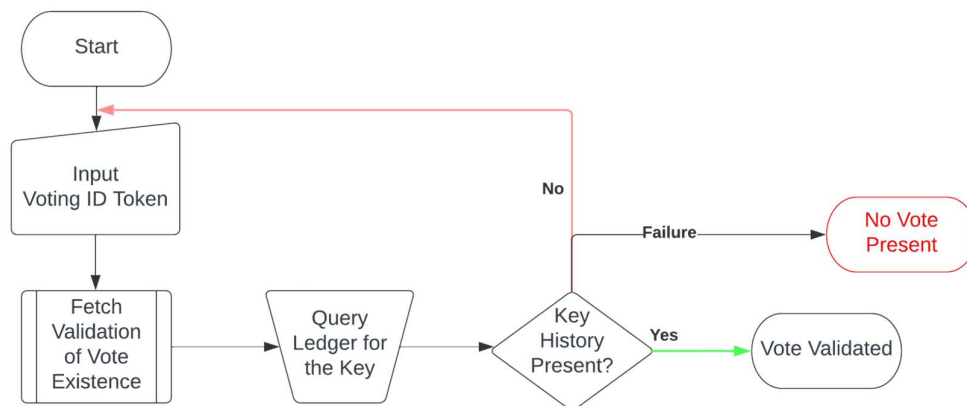 Start
Input
Voting ID Token
No
Failure
No Vote
Present
Fetch
Validation
of Vote
Existence
Query
Ledger for
the Key
Key
History
Present?
Yes
Vote Validated